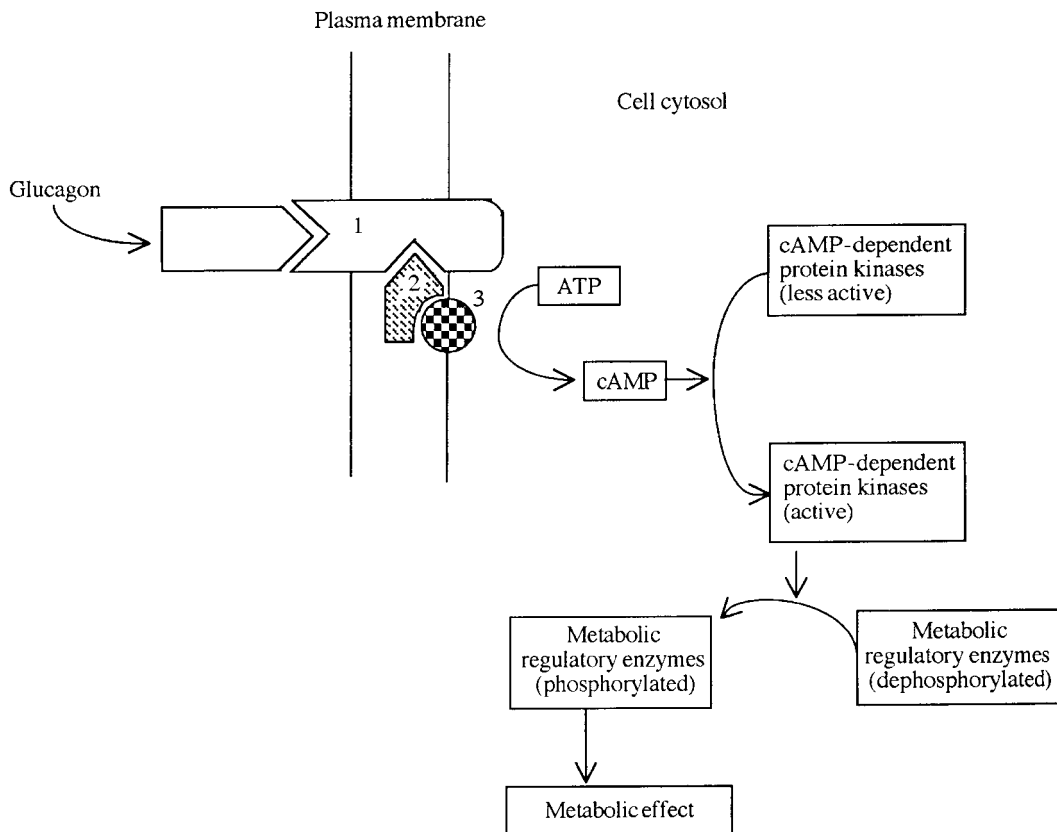 Plasma membrane
Cell cytosol
Glucagon
1
2
3
ATP
cAMP
cAMP-dependent
protein kinases
(less active)
cAMP-dependent
protein kinases
(active)
Metabolic
regulatory enzymes
(phosphorylated)
Metabolic
regulatory enzymes
(dephosphorylated)
Metabolic effect